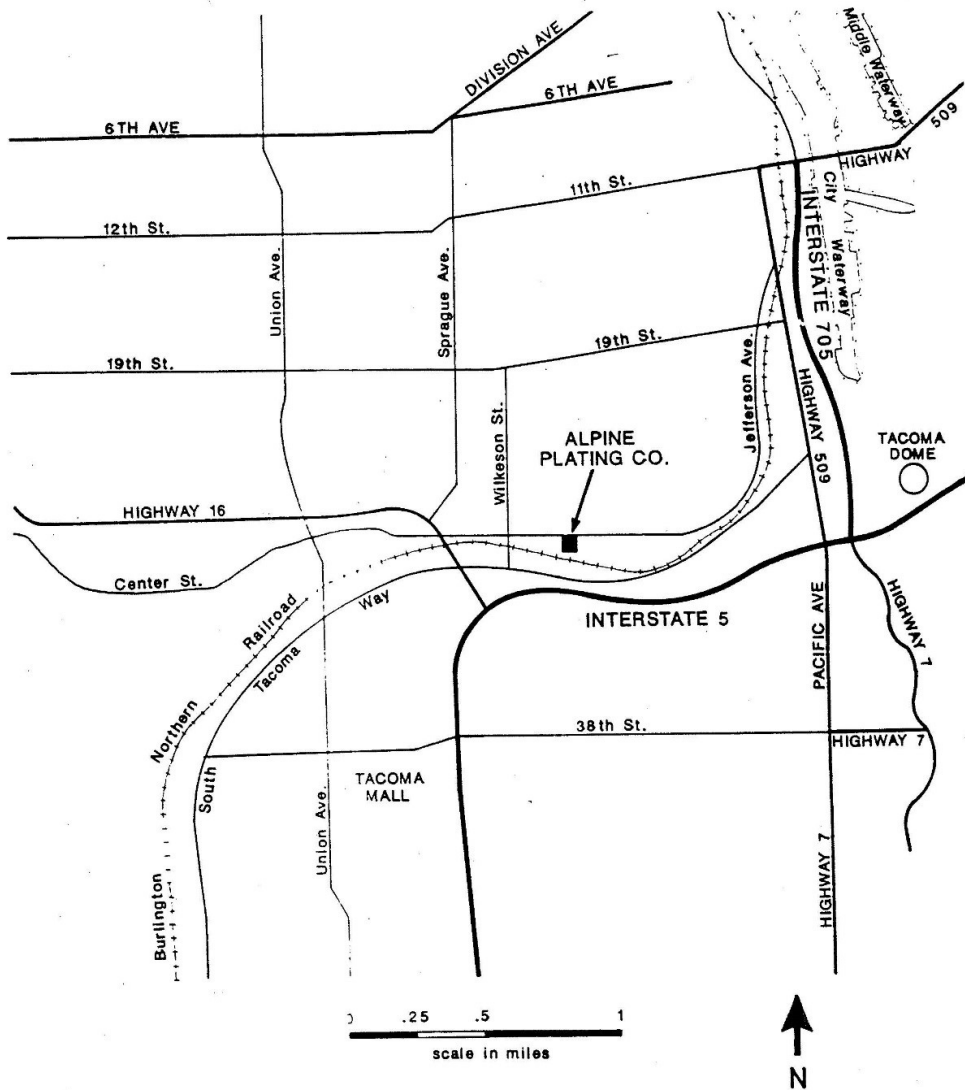 Middle Waterway
DIVISION AVE
6TH AVE
6TH AVE
509
HIGHWAY
11th St.
City
Waterway
12th St.
INTERSTATE 705
Union Ave.
Sprague Ave.
19th St.
19th St.
Jefferson Ave.
HIGHWAY 509
Wilkeson St.
ALPINE
PLATING CO.
TACOMA
DOME
HIGHWAY 16
Center St.
Way
Railroad
Tacoma
INTERSTATE 5
PACIFIC AVE
HIGHWAY 7
Northern
38th St.
HIGHWAY 7
South
TACOMA
MALL
Union Ave.
HIGHWAY 7
Burlington
0 .25 .5 1
scale in miles
N